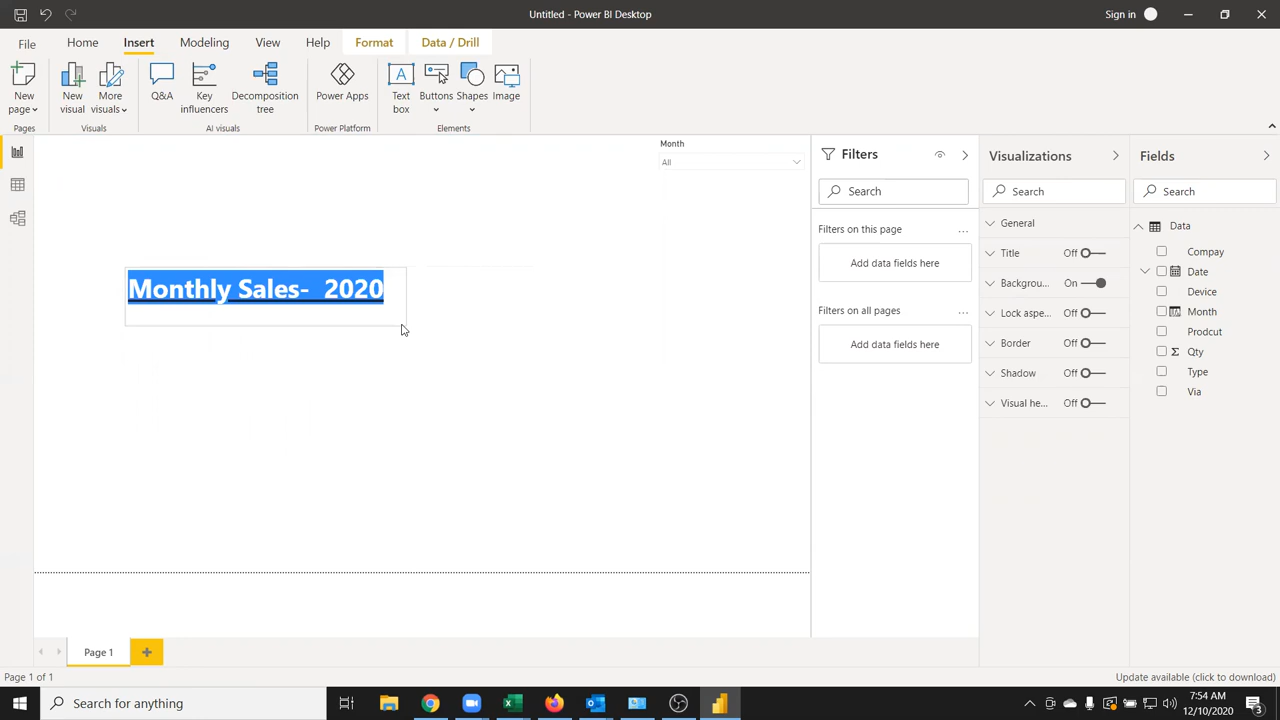 Untitled - Power BI Desktop
Sign in
File
Home
Insert
Modeling
View
Help
Format
Data / Drill
New page
New visual
More visuals
Q&A
Key influencers
Decomposition tree
Power Apps
Text box
Buttons
Shapes
Image
Pages
Visuals
AI visuals
Power Platform
Elements
Month
All
Monthly Sales-  2020
Filters
Search
Filters on this page
...
Add data fields here
Filters on all pages
...
Add data fields here
Visualizations
Search
General
Title
Off
Backgrou...
On
Lock aspe...
Off
Border
Off
Shadow
Off
Visual he...
Off
Fields
Search
Data
Compay
Date
Device
Month
Prodcut
Qty
Type
Via
Page 1
Page 1 of 1
Update available (click to download)
Search for anything
7:54 AM
12/10/2020
3